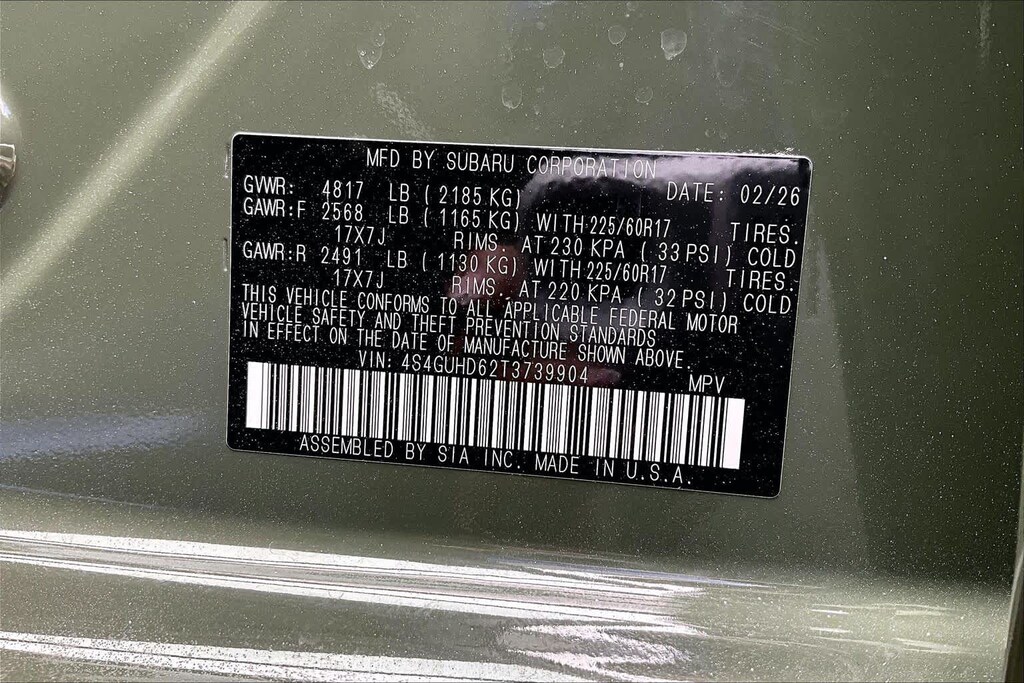 MFD BY SUBARU CORPORATION
GVWR: 4817 LB ( 2185 KG) DATE: 02/26
GAWR:F 2568 LB ( 1165 KG) WITH 225/60R17 TIRES.
17X7J RIMS. AT 230 KPA ( 33 PSI) COLD
GAWR:R 2491 LB ( 1130 KG) WITH 225/60R17 TIRES.
17X7J RIMS. AT 220 KPA ( 32 PSI) COLD
THIS VEHICLE CONFORMS TO ALL APPLICABLE FEDERAL MOTOR
VEHICLE SAFETY AND THEFT PREVENTION STANDARDS
IN EFFECT ON THE DATE OF MANUFACTURE SHOWN ABOVE.
VIN: 4S4GUHD62T3739904 MPV
ASSEMBLED BY SIA INC. MADE IN U.S.A.